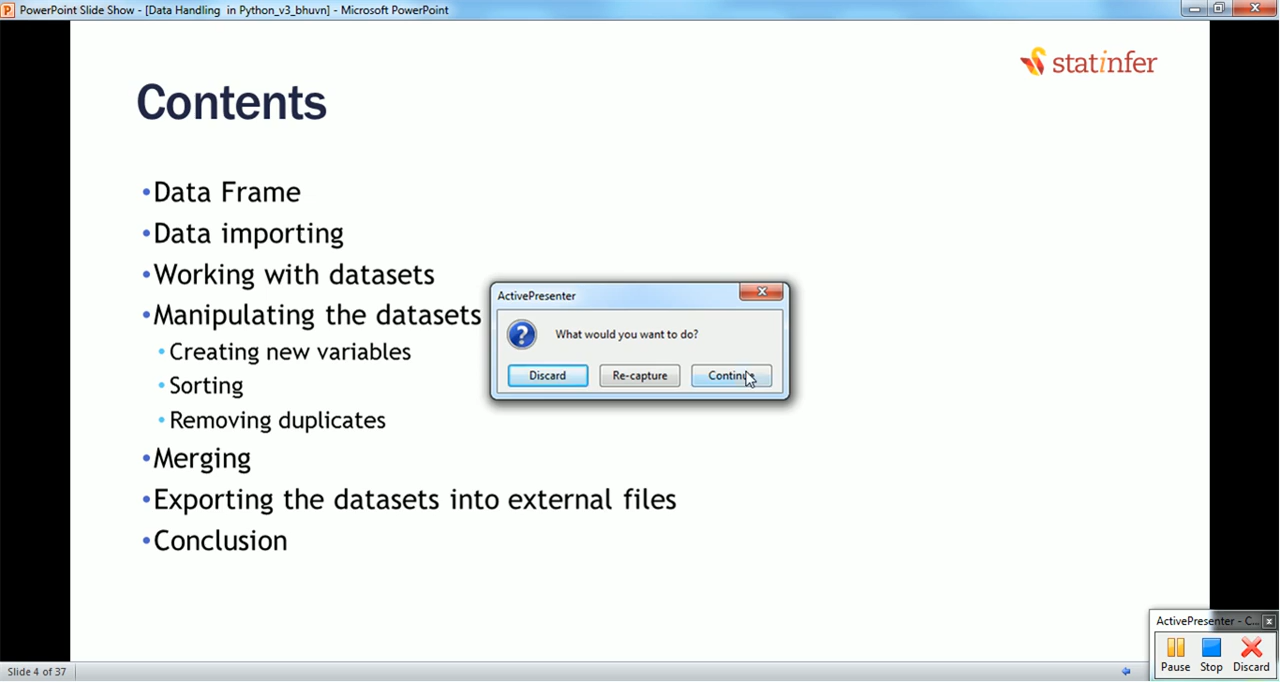 PowerPoint Slide Show - [Data Handling  in Python_v3_bhuvn] - Microsoft PowerPoint
statinfer
Contents
•Data Frame
•Data importing
•Working with datasets
•Manipulating the datasets
•Creating new variables
•Sorting
•Removing duplicates
•Merging
•Exporting the datasets into external files
•Conclusion
ActivePresenter
What would you want to do?
Discard Re-capture Continue
ActivePresenter - C...
Pause Stop Discard
Slide 4 of 37